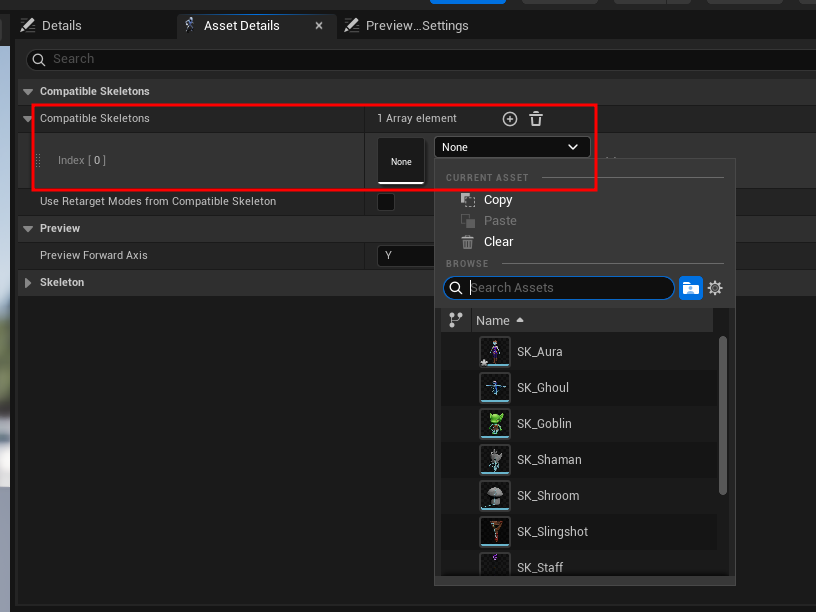 Details
Asset Details
Preview...Settings
Search
Compatible Skeletons
Compatible Skeletons
1 Array element
Index [ 0 ]
None
None
CURRENT ASSET
Copy
Paste
Clear
BROWSE
Search Assets
Name
SK_Aura
SK_Ghoul
SK_Goblin
SK_Shaman
SK_Shroom
SK_Slingshot
SK_Staff
Use Retarget Modes from Compatible Skeleton
Preview
Preview Forward Axis
Y
Skeleton